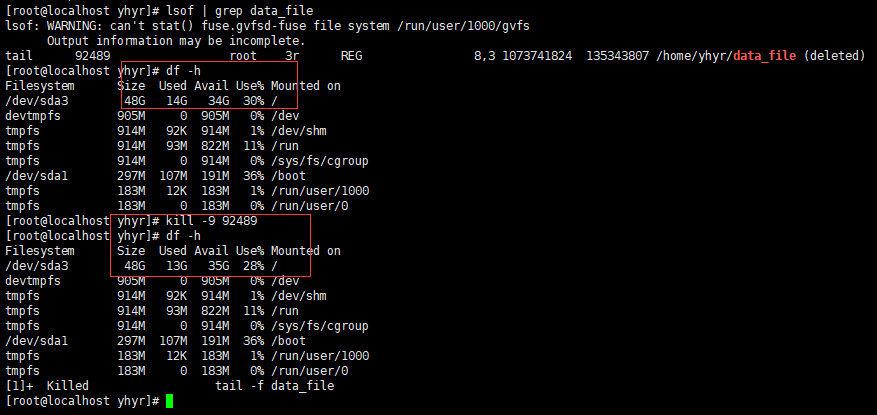 [root@localhost yhyr]# lsof | grep data_file
lsof: WARNING: can't stat() fuse.gvfsd-fuse file system /run/user/1000/gvfs
      Output information may be incomplete.
tail      92489                root    3r      REG                8,3 1073741824  135343807 /home/yhyr/data_file (deleted)
[root@localhost yhyr]# df -h
Filesystem      Size  Used Avail Use% Mounted on
/dev/sda3        48G   14G   34G  30% /
devtmpfs        905M     0  905M   0% /dev
tmpfs           914M   92K  914M   1% /dev/shm
tmpfs           914M   93M  822M  11% /run
tmpfs           914M     0  914M   0% /sys/fs/cgroup
/dev/sda1       297M  107M  191M  36% /boot
tmpfs           183M   12K  183M   1% /run/user/1000
tmpfs           183M     0  183M   0% /run/user/0
[root@localhost yhyr]# kill -9 92489
[root@localhost yhyr]# df -h
Filesystem      Size  Used Avail Use% Mounted on
/dev/sda3        48G   13G   35G  28% /
devtmpfs        905M     0  905M   0% /dev
tmpfs           914M   92K  914M   1% /dev/shm
tmpfs           914M   93M  822M  11% /run
tmpfs           914M     0  914M   0% /sys/fs/cgroup
/dev/sda1       297M  107M  191M  36% /boot
tmpfs           183M   12K  183M   1% /run/user/1000
tmpfs           183M     0  183M   0% /run/user/0
[1]+  Killed                  tail -f data_file
[root@localhost yhyr]#